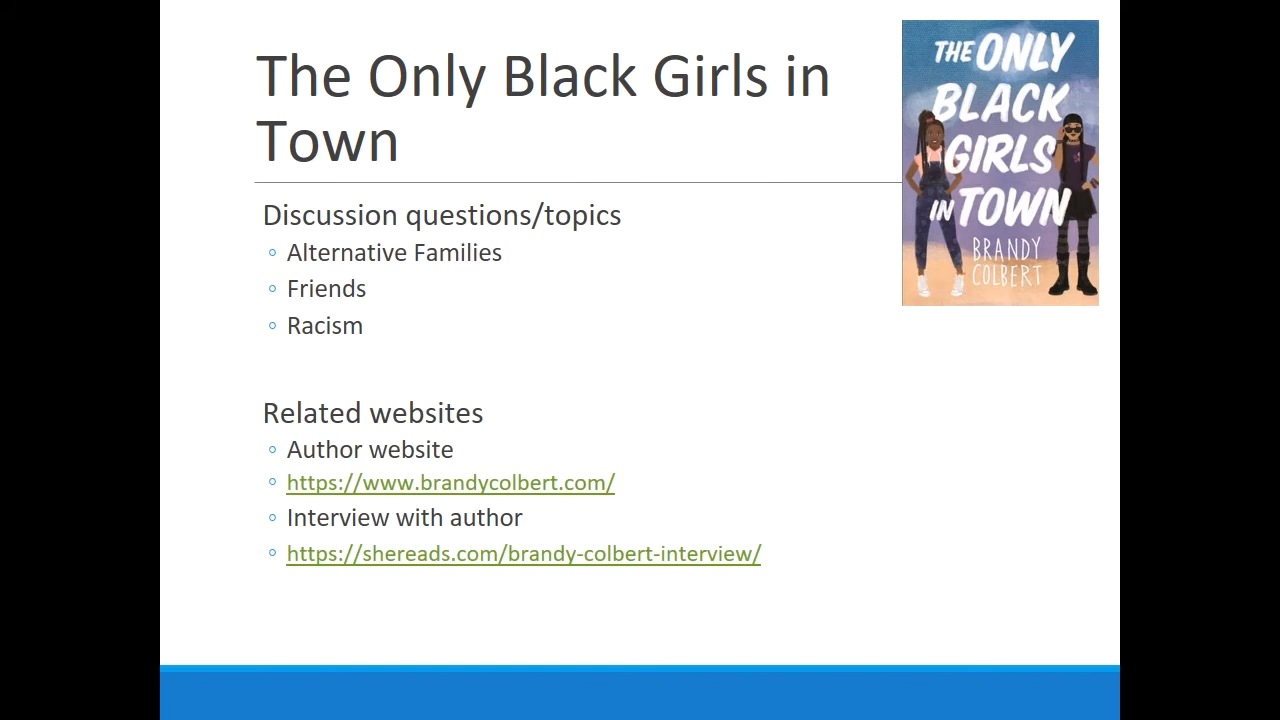 The Only Black Girls in
Town
Discussion questions/topics
Alternative Families
Friends
Racism
Related websites
Author website
https://www.brandycolbert.com/
Interview with author
https://shereads.com/brandy-colbert-interview/
THE ONLY
BLACK
GIRLS
IN TOWN
BRANDY
COLBERT